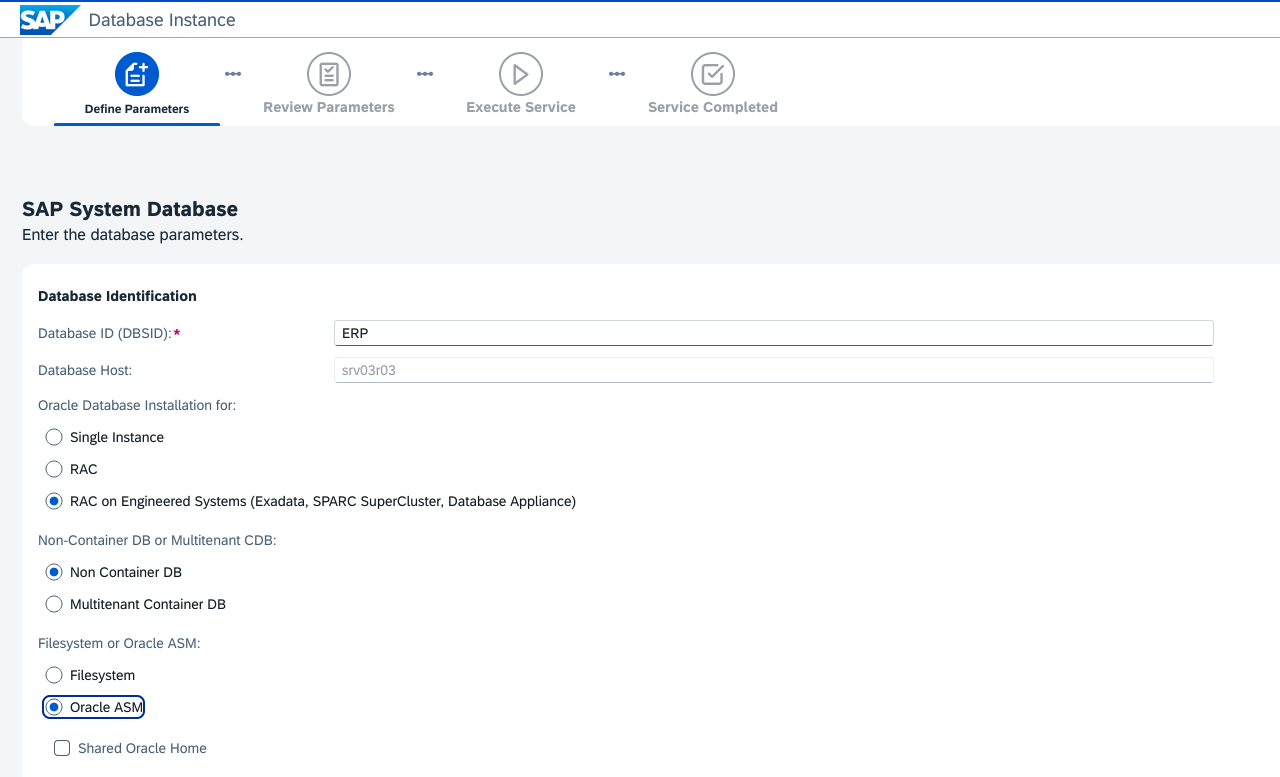 SAP Database Instance
Define Parameters
Review Parameters
Execute Service
Service Completed
SAP System Database
Enter the database parameters.
Database Identification
Database ID (DBSID):* ERP
Database Host: srv03r03
Oracle Database Installation for:
Single Instance
RAC
RAC on Engineered Systems (Exadata, SPARC SuperCluster, Database Appliance)
Non-Container DB or Multitenant CDB:
Non Container DB
Multitenant Container DB
Filesystem or Oracle ASM:
Filesystem
Oracle ASM
Shared Oracle Home